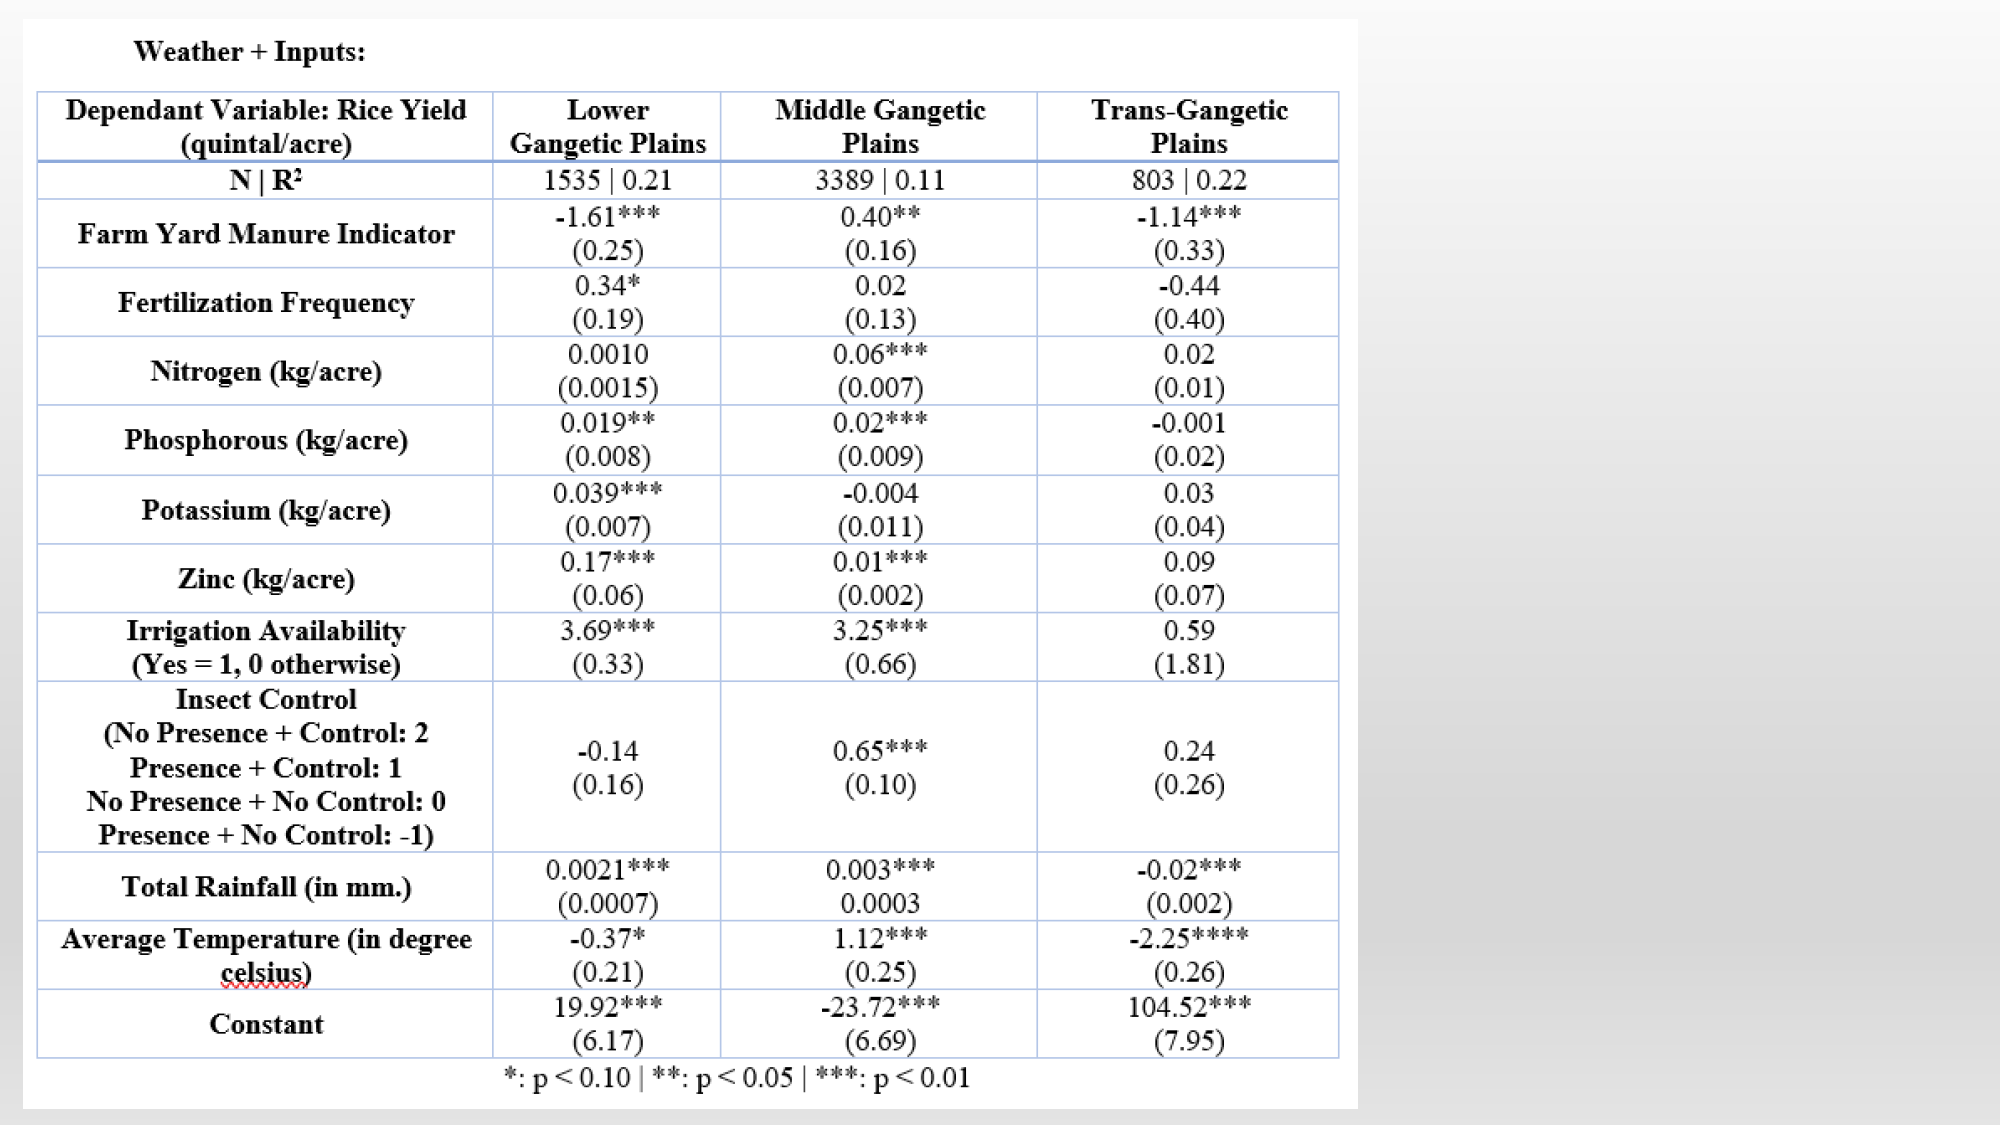 Weather + Inputs:
Dependant Variable: Rice Yield (quintal/acre) | Lower Gangetic Plains | Middle Gangetic Plains | Trans-Gangetic Plains
N | R² | 1535 | 0.21 | 3389 | 0.11 | 803 | 0.22
Farm Yard Manure Indicator | -1.61*** (0.25) | 0.40** (0.16) | -1.14*** (0.33)
Fertilization Frequency | 0.34* (0.19) | 0.02 (0.13) | -0.44 (0.40)
Nitrogen (kg/acre) | 0.0010 (0.0015) | 0.06*** (0.007) | 0.02 (0.01)
Phosphorous (kg/acre) | 0.019** (0.008) | 0.02*** (0.009) | -0.001 (0.02)
Potassium (kg/acre) | 0.039*** (0.007) | -0.004 (0.011) | 0.03 (0.04)
Zinc (kg/acre) | 0.17*** (0.06) | 0.01*** (0.002) | 0.09 (0.07)
Irrigation Availability (Yes = 1, 0 otherwise) | 3.69*** (0.33) | 3.25*** (0.66) | 0.59 (1.81)
Insect Control (No Presence + Control: 2 Presence + Control: 1 No Presence + No Control: 0 Presence + No Control: -1) | -0.14 (0.16) | 0.65*** (0.10) | 0.24 (0.26)
Total Rainfall (in mm.) | 0.0021*** (0.0007) | 0.003*** 0.0003 | -0.02*** (0.002)
Average Temperature (in degree celsius) | -0.37* (0.21) | 1.12*** (0.25) | -2.25**** (0.26)
Constant | 19.92*** (6.17) | -23.72*** (6.69) | 104.52*** (7.95)
*: p < 0.10 | **: p < 0.05 | ***: p < 0.01